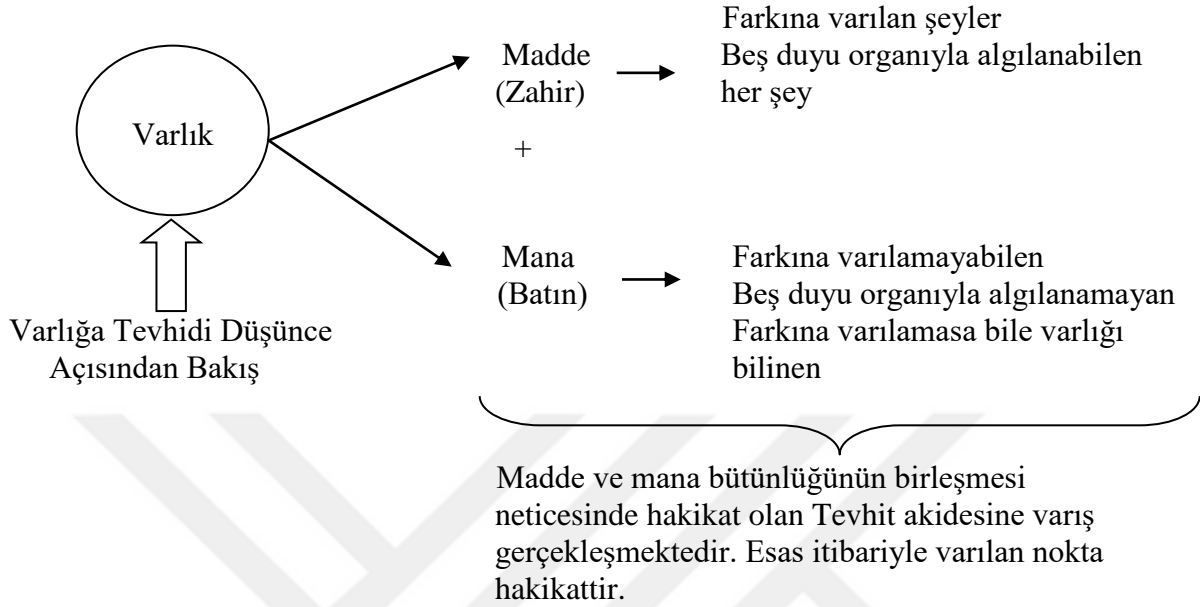 Varlık
Varlığa Tevhidi Düşünce
Açısından Bakış
Madde
(Zahir)
Farkına varılan şeyler
Beş duyu organıyla algılanabilen
her şey
+
Mana
(Batın)
Farkına varılamayabilen
Beş duyu organıyla algılanamayan
Farkına varılamasa bile varlığı
bilinen
Madde ve mana bütünlüğünün birleşmesi
neticesinde hakikat olan Tevhit akidesine varış
gerçekleşmektedir. Esas itibariyle varılan nokta
hakikattir.